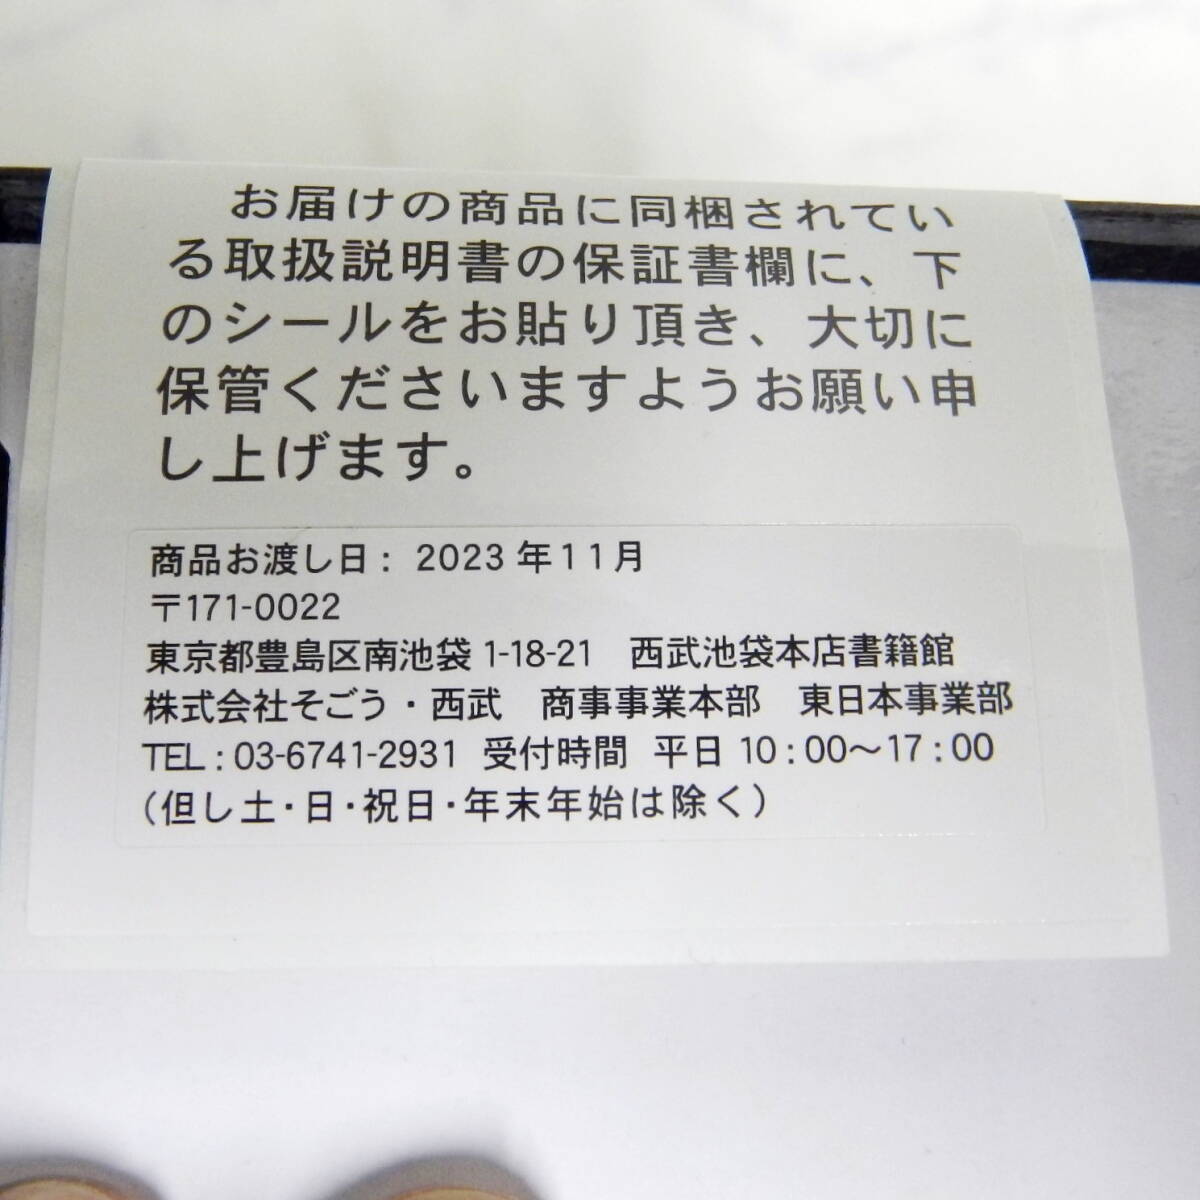 お届けの商品に同梱されてい
る取扱説明書の保証書欄に、下
のシールをお貼り頂き、大切に
保管くださいますようお願い申
し上げます。
商品お渡し日： 2023 年11月
〒171-0022
東京都豊島区南池袋 1-18-21　西武池袋本店書籍館
株式会社そごう・西武　商事事業本部　東日本事業部
TEL：03-6741-2931 受付時間 平日 10：00～17：00
（但し土・日・祝日・年末年始は除く）